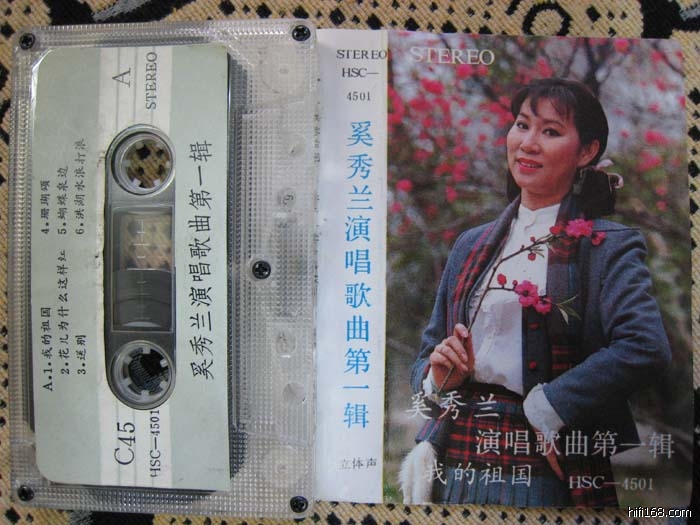 A
STEREO
A.1.我的祖国
2.花儿为什么这样红
3.送别
4.珊瑚颂
5.蝴蝶泉边
6.洪湖水浪打浪
奚秀兰演唱歌曲第一辑
C45
HSC—4501
STEREO
HSC—
4501
奚秀兰演唱歌曲第一辑
立体声
STEREO
奚秀兰
演唱歌曲第一辑
我的祖国
HSC—4501
hifi168.com